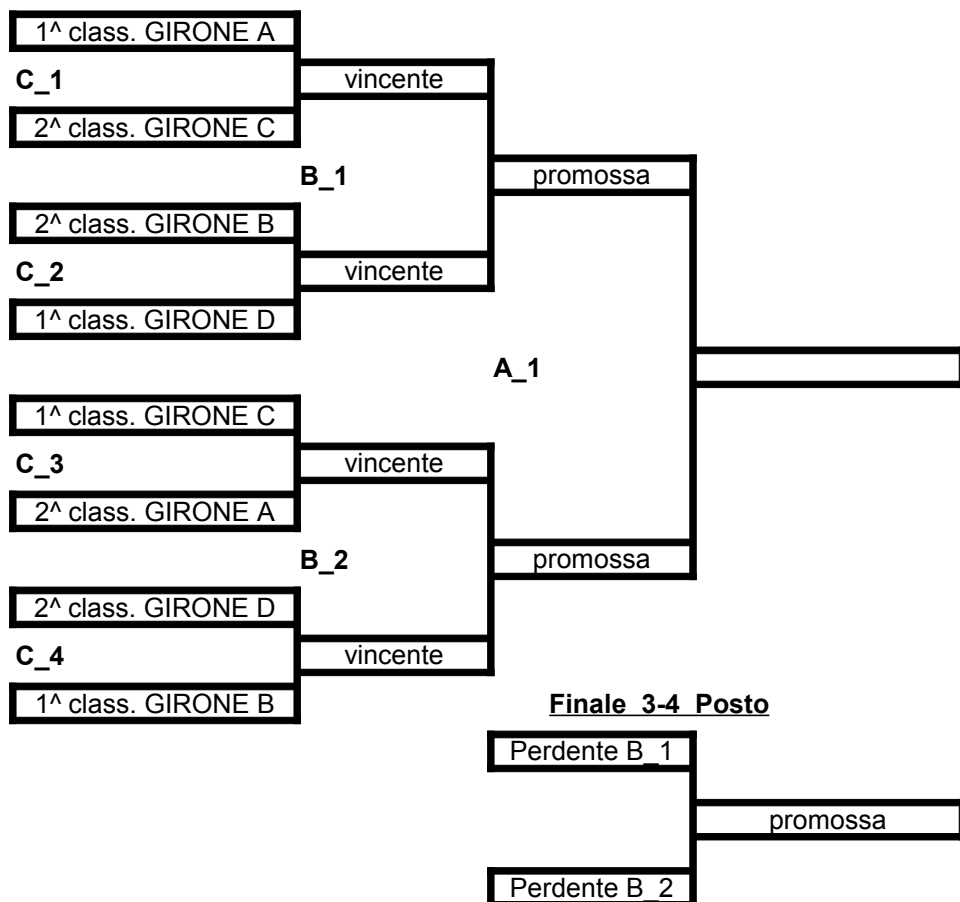 1^ class. GIRONE A
C_1
vincente
2^ class. GIRONE C
B_1
promossa
2^ class. GIRONE B
C_2
vincente
1^ class. GIRONE D
A_1
1^ class. GIRONE C
C_3
vincente
2^ class. GIRONE A
B_2
promossa
2^ class. GIRONE D
C_4
vincente
1^ class. GIRONE B
Finale 3-4 Posto
Perdente B_1
promossa
Perdente B_2